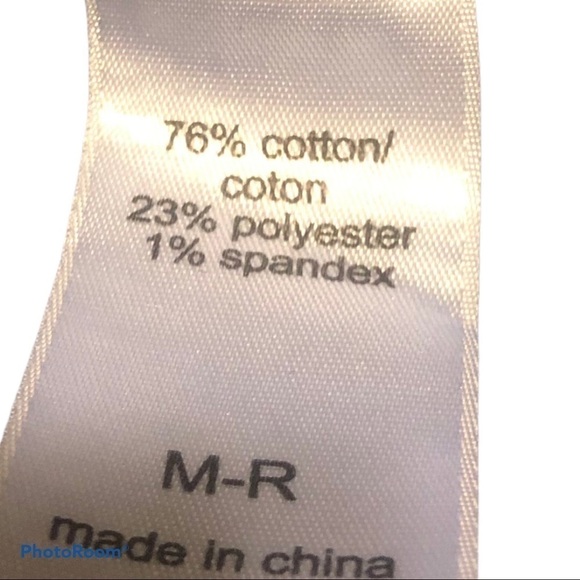 76% cotton/
coton
23% polyester
1% spandex
M-R
made in china
PhotoRoom